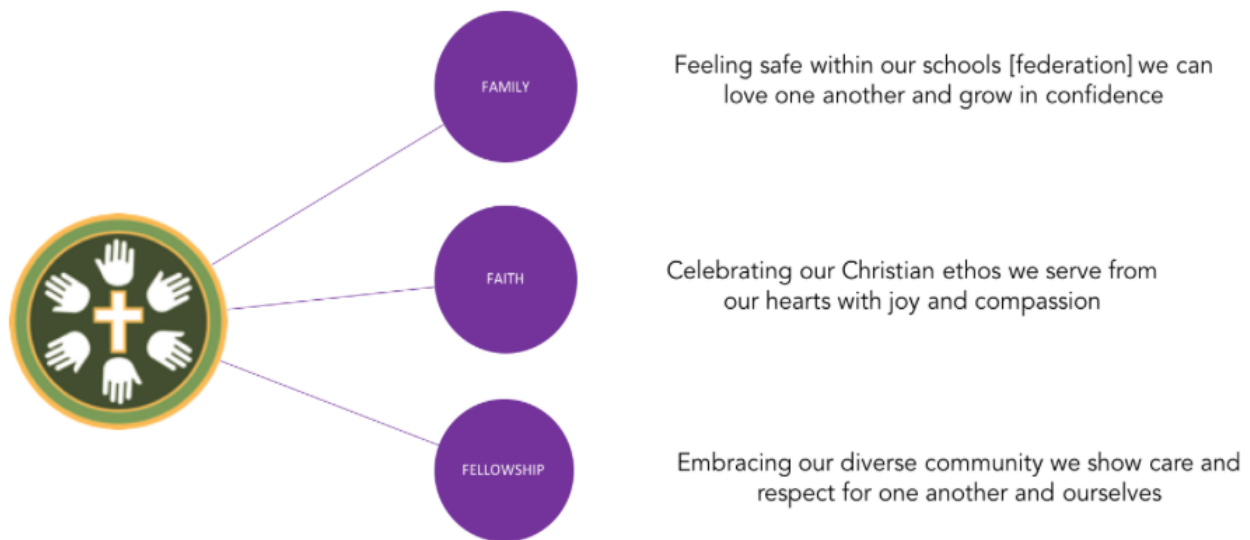 FAMILY
Feeling safe within our schools [federation] we can
love one another and grow in confidence
FAITH
Celebrating our Christian ethos we serve from
our hearts with joy and compassion
FELLOWSHIP
Embracing our diverse community we show care and
respect for one another and ourselves